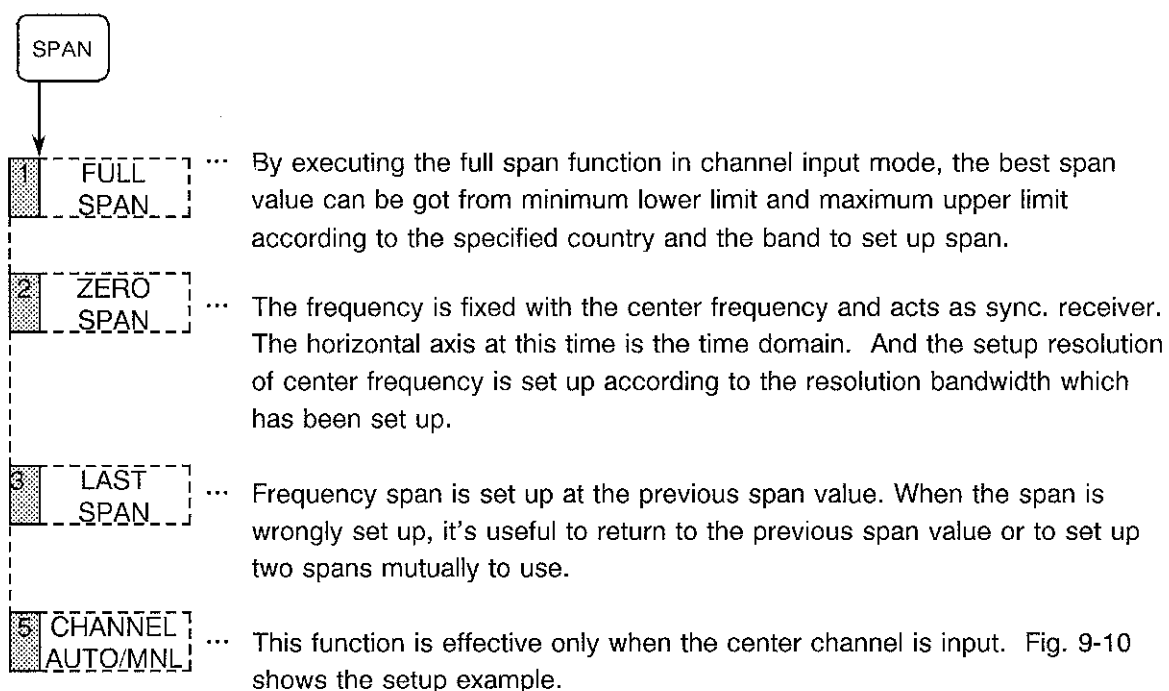 SPAN
1 FULL
SPAN
··· By executing the full span function in channel input mode, the best span
value can be got from minimum lower limit and maximum upper limit
according to the specified country and the band to set up span.
2 ZERO
SPAN
··· The frequency is fixed with the center frequency and acts as sync. receiver.
The horizontal axis at this time is the time domain. And the setup resolution
of center frequency is set up according to the resolution bandwidth which
has been set up.
3 LAST
SPAN
··· Frequency span is set up at the previous span value. When the span is
wrongly set up, it's useful to return to the previous span value or to set up
two spans mutually to use.
5 CHANNEL
AUTO/MNL
··· This function is effective only when the center channel is input. Fig. 9-10
shows the setup example.